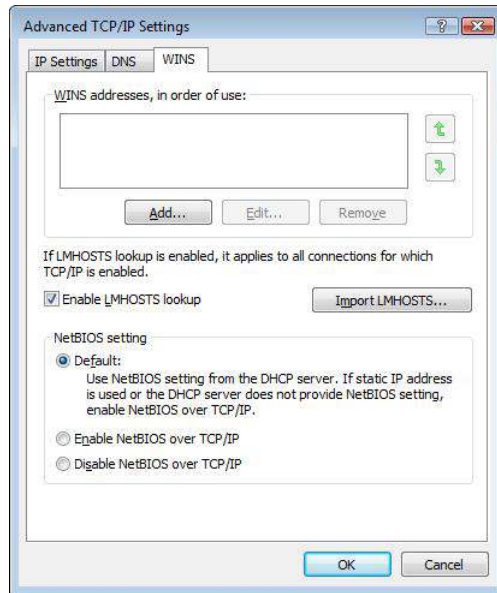 Advanced TCP/IP Settings
IP Settings
DNS
WINS
WINS addresses, in order of use:
Add...
Edit...
Remove
If LMHOSTS lookup is enabled, it applies to all connections for which
TCP/IP is enabled.
Enable LMHOSTS lookup
Import LMHOSTS...
NetBIOS setting
Default:
Use NetBIOS setting from the DHCP server. If static IP address
is used or the DHCP server does not provide NetBIOS setting,
enable NetBIOS over TCP/IP.
Enable NetBIOS over TCP/IP
Disable NetBIOS over TCP/IP
OK
Cancel